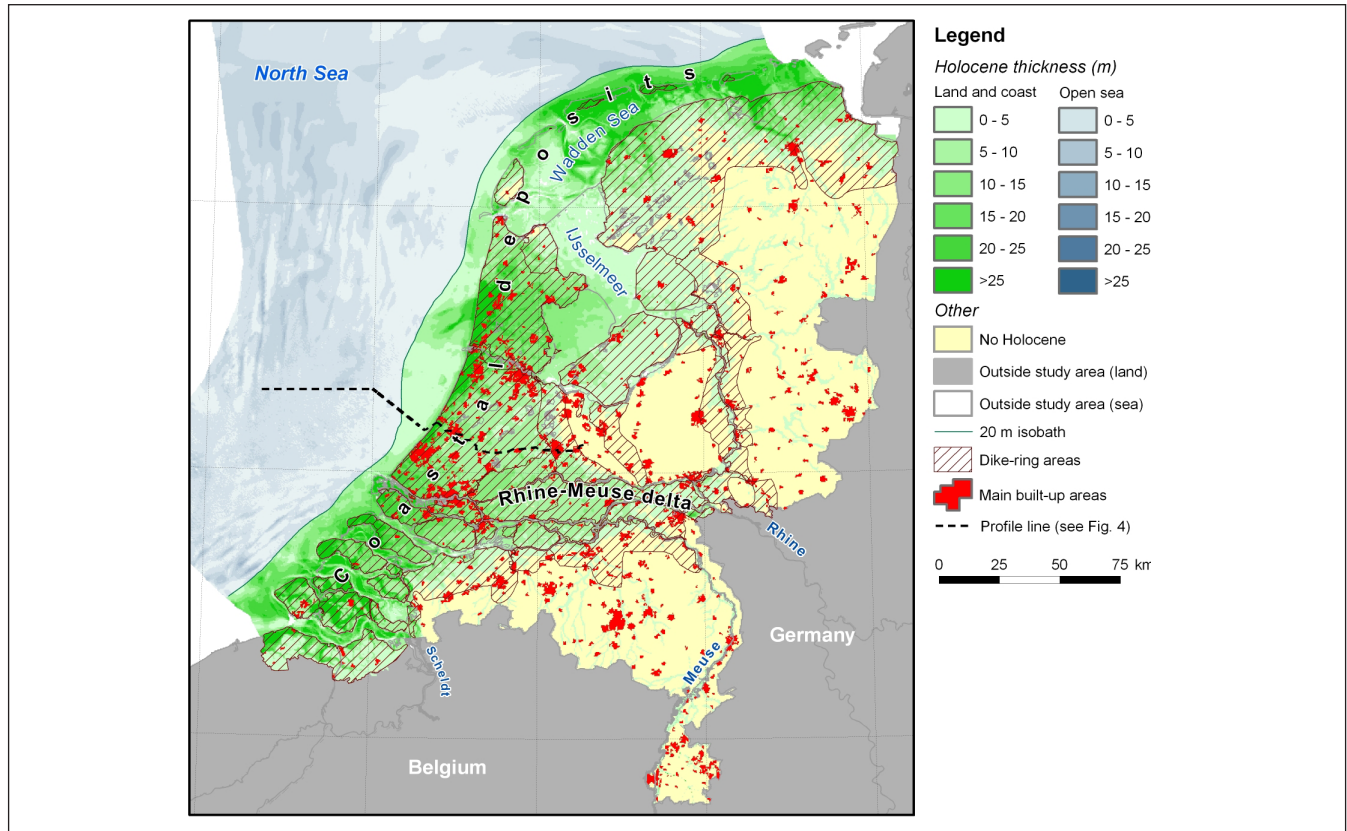 North Sea
Coastal deposits
Wadden Sea
IJsselmeer
Rhine-Meuse delta
Rhine
Germany
Meuse
Scheldt
Belgium
Legend
Holocene thickness (m)
Land and coast
Open sea
0 - 5
0 - 5
5 - 10
5 - 10
10 - 15
10 - 15
15 - 20
15 - 20
20 - 25
20 - 25
>25
>25
Other
No Holocene
Outside study area (land)
Outside study area (sea)
20 m isobath
Dike-ring areas
Main built-up areas
Profile line (see Fig. 4)
0 25 50 75 km